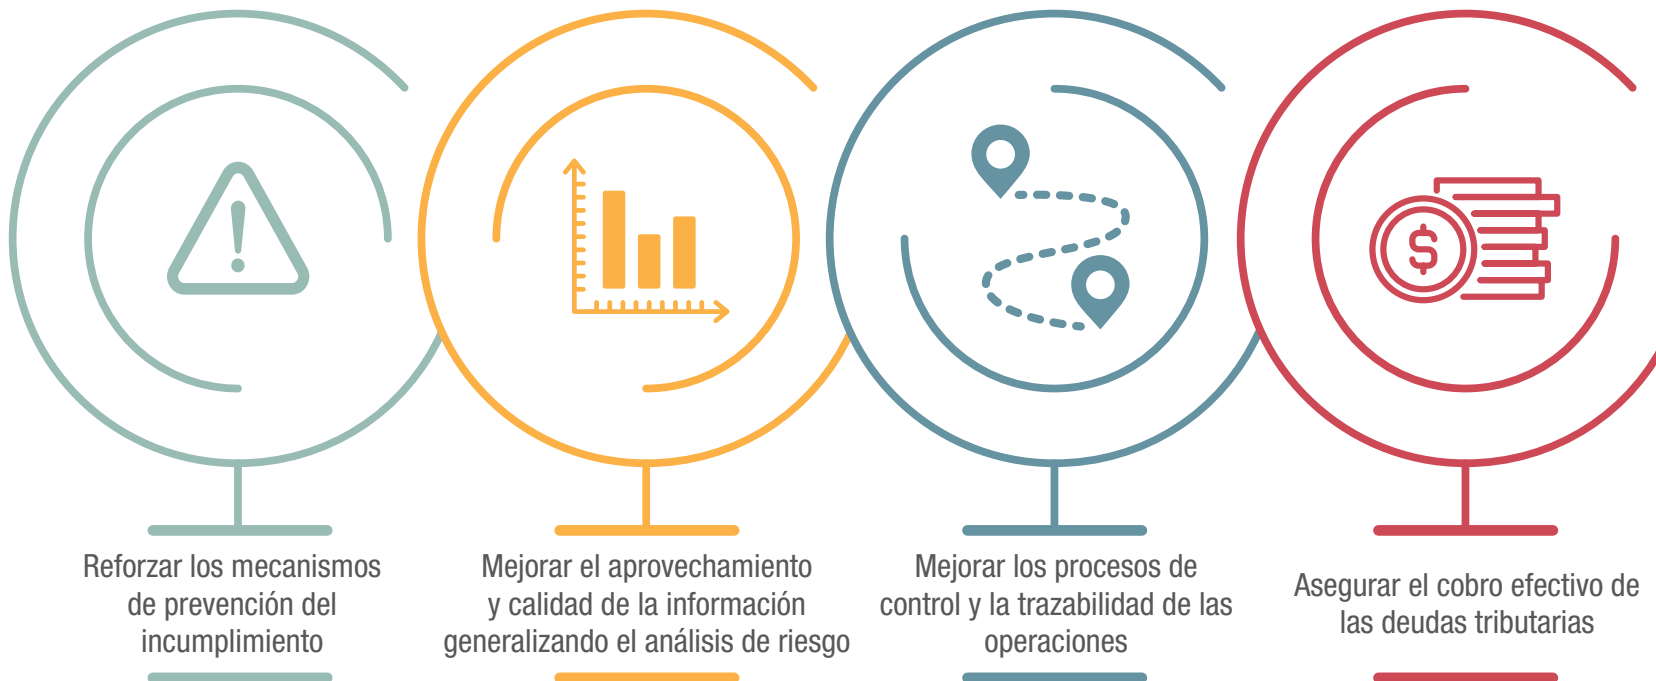 Reforzar los mecanismos
de prevención del
incumplimiento
Mejorar el aprovechamiento
y calidad de la información
generalizando el análisis de riesgo
Mejorar los procesos de
control y la trazabilidad de las
operaciones
Asegurar el cobro efectivo de
las deudas tributarias
$